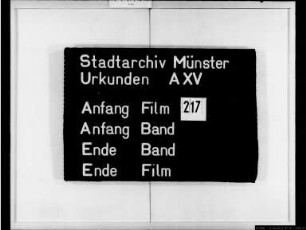 Stadtarchiv Münster
Urkunden A XV
Anfang Film 217
Anfang Band
Ende Band
Ende Film